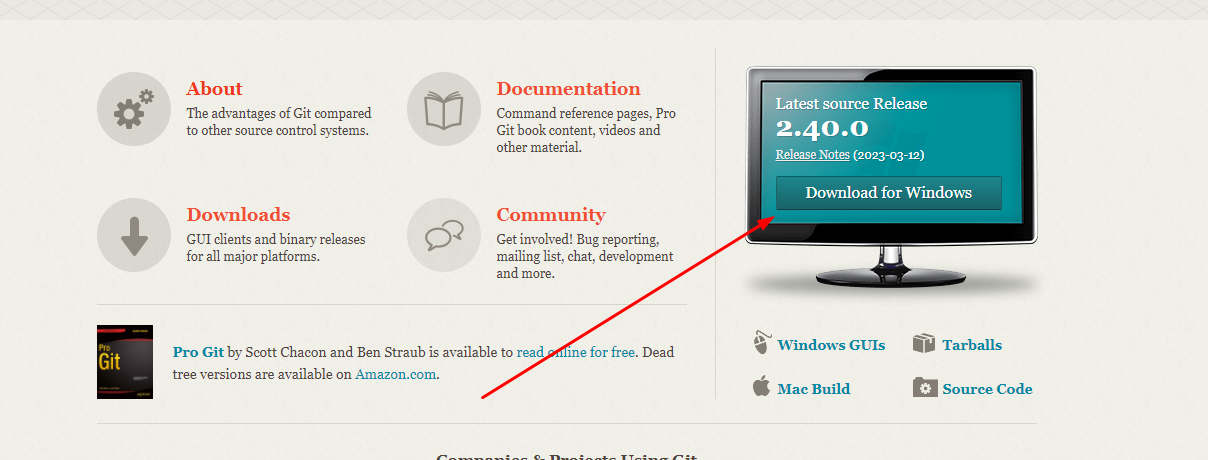 About
The advantages of Git compared
to other source control systems.
Documentation
Command reference pages, Pro
Git book content, videos and
other material.
Downloads
GUI clients and binary releases
for all major platforms.
Community
Get involved! Bug reporting,
mailing list, chat, development
and more.
Pro
Git
Pro Git by Scott Chacon and Ben Straub is available to read online for free. Dead
tree versions are available on Amazon.com.
Latest source Release
2.40.0
Release Notes (2023-03-12)
Download for Windows
Windows GUIs
Tarballs
Mac Build
Source Code
Companies & Projects Using Git